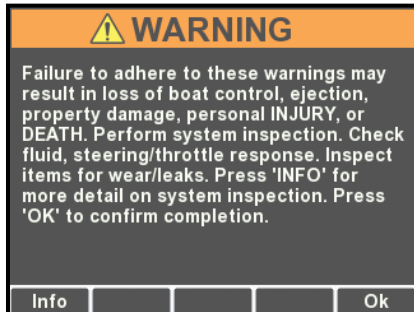 WARNING
Failure to adhere to these warnings may
result in loss of boat control, ejection,
property damage, personal INJURY, or
DEATH. Perform system inspection. Check
fluid, steering/throttle response. Inspect
items for wear/leaks. Press 'INFO' for
more detail on system inspection. Press
'OK' to confirm completion.
Info Ok